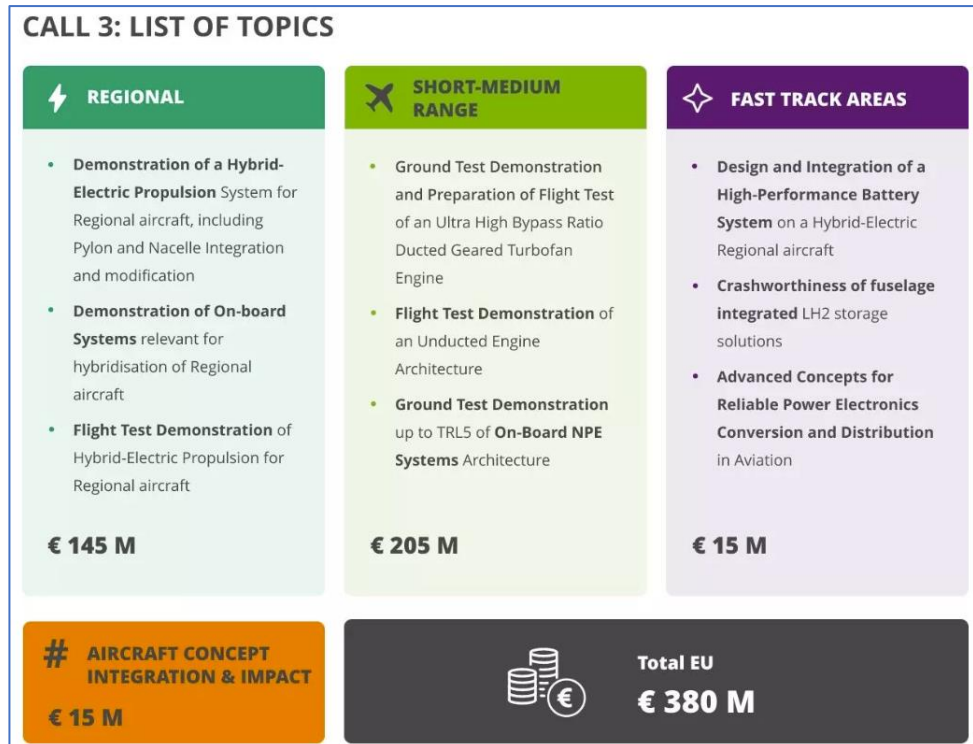 CALL 3: LIST OF TOPICS
REGIONAL
• Demonstration of a Hybrid-
Electric Propulsion System for
Regional aircraft, including
Pylon and Nacelle Integration
and modification
• Demonstration of On-board
Systems relevant for
hybridisation of Regional
aircraft
• Flight Test Demonstration of
Hybrid-Electric Propulsion for
Regional aircraft
€ 145 M
SHORT-MEDIUM
RANGE
• Ground Test Demonstration
and Preparation of Flight Test
of an Ultra High Bypass Ratio
Ducted Geared Turbofan
Engine
• Flight Test Demonstration of
an Unducted Engine
Architecture
• Ground Test Demonstration
up to TRL5 of On-Board NPE
Systems Architecture
€ 205 M
FAST TRACK AREAS
• Design and Integration of a
High-Performance Battery
System on a Hybrid-Electric
Regional aircraft
• Crashworthiness of fuselage
integrated LH2 storage
solutions
• Advanced Concepts for
Reliable Power Electronics
Conversion and Distribution
in Aviation
€ 15 M
# AIRCRAFT CONCEPT
INTEGRATION & IMPACT
€ 15 M
€
Total EU
€ 380 M